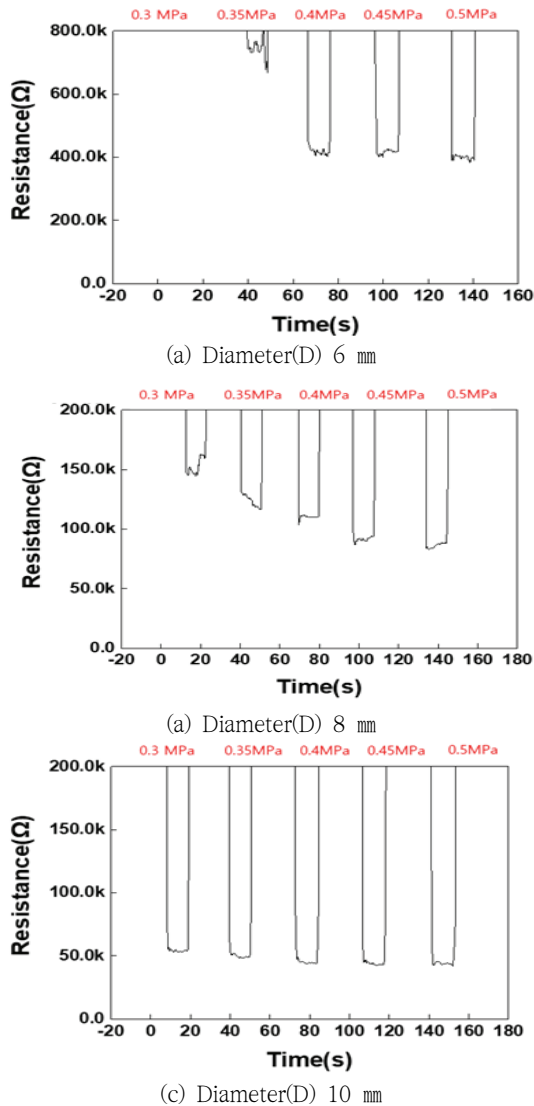 0.3 MPa 0.35MPa 0.4MPa 0.45MPa 0.5MPa
800.0k
600.0k
400.0k
200.0k
0.0
Resistance(Ω)
-20 0 20 40 60 80 100 120 140 160
Time(s)
(a) Diameter(D) 6 ㎜
0.3 MPa 0.35MPa 0.4MPa 0.45MPa 0.5MPa
200.0k
150.0k
100.0k
50.0k
0.0
Resistance(Ω)
-20 0 20 40 60 80 100 120 140 160 180
Time(s)
(a) Diameter(D) 8 ㎜
0.3 MPa 0.35MPa 0.4MPa 0.45MPa 0.5MPa
200.0k
150.0k
100.0k
50.0k
0.0
Resistance(Ω)
-20 0 20 40 60 80 100 120 140 160 180
Time(s)
(c) Diameter(D) 10 ㎜